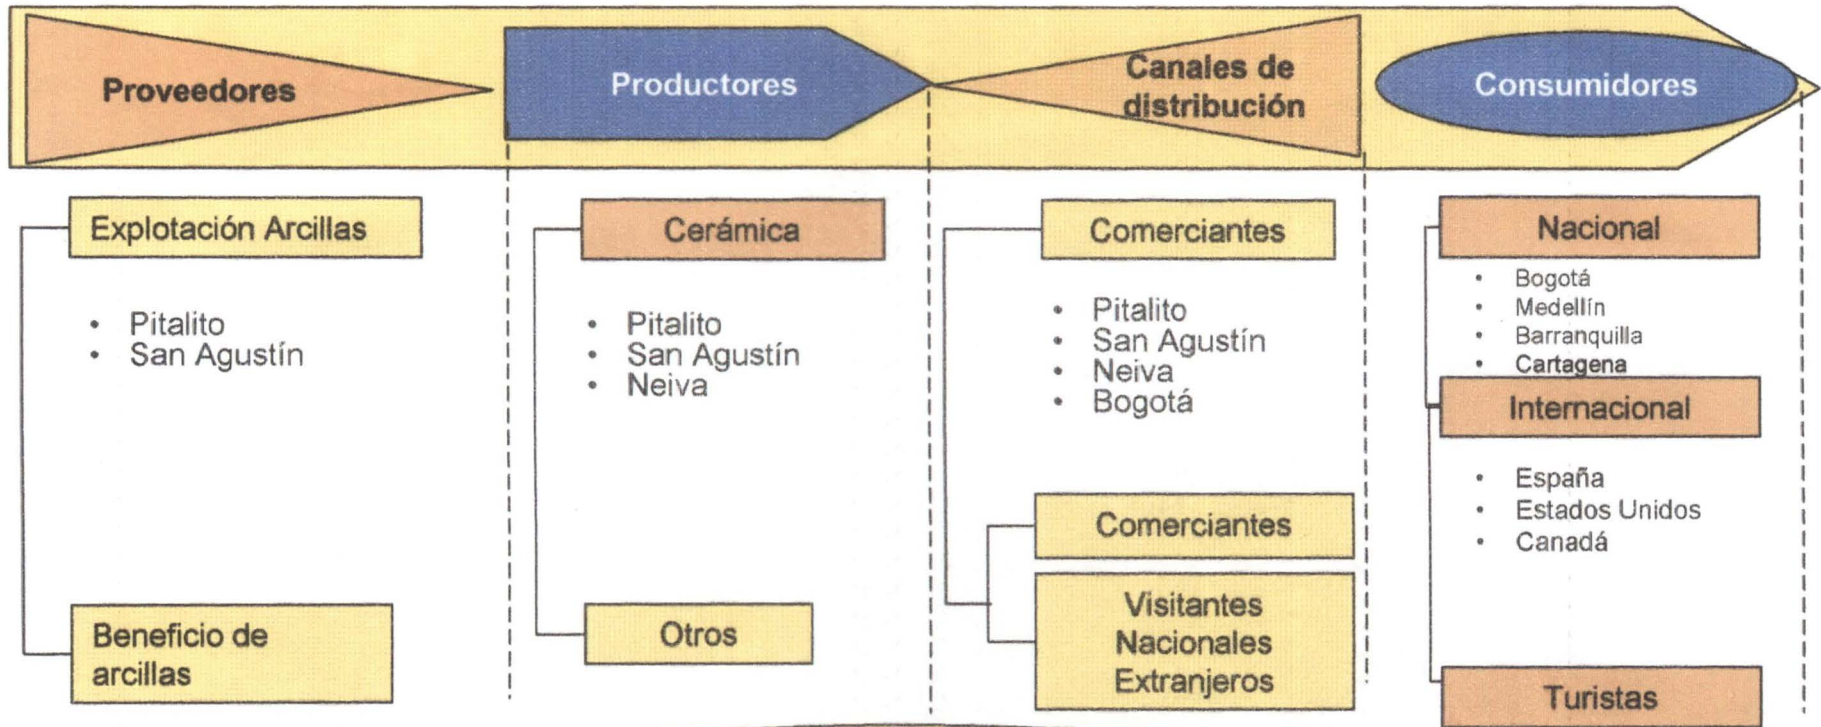 Proveedores
Productores
Canales de
distribución
Consumidores
Explotación Arcillas
• Pitalito
• San Agustín
Beneficio de
arcillas
Cerámica
• Pitalito
• San Agustín
• Neiva
Otros
Comerciantes
• Pitalito
• San Agustín
• Neiva
• Bogotá
Comerciantes
Visitantes
Nacionales
Extranjeros
Nacional
• Bogotá
• Medellín
• Barranquilla
• Cartagena
Internacional
• España
• Estados Unidos
• Canadá
Turistas